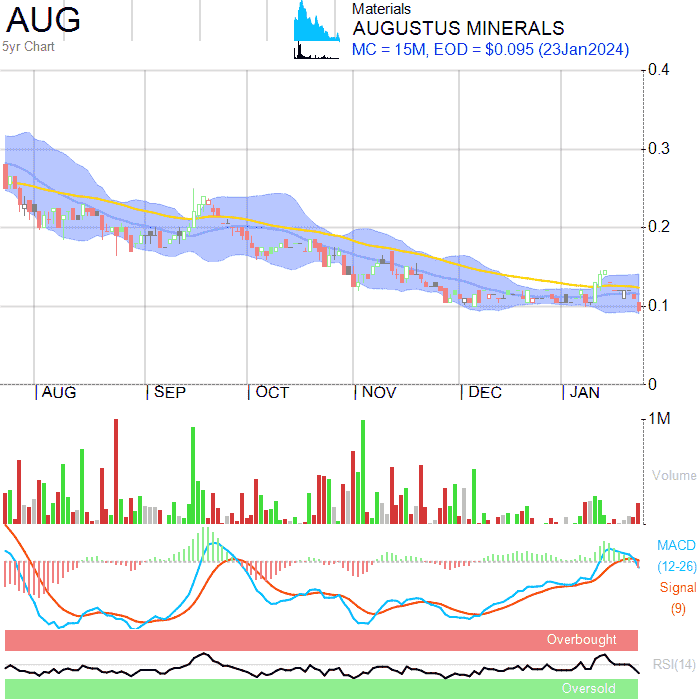 AUG
5yr Chart
Materials
AUGUSTUS MINERALS
MC = 15M, EOD = $0.095 (23Jan2024)
0.4
0.3
0.2
0.1
0
| AUG | SEP | OCT | NOV | DEC | JAN
1M
Volume
MACD
(12-26)
Signal
(9)
Overbought
RSI(14)
Oversold